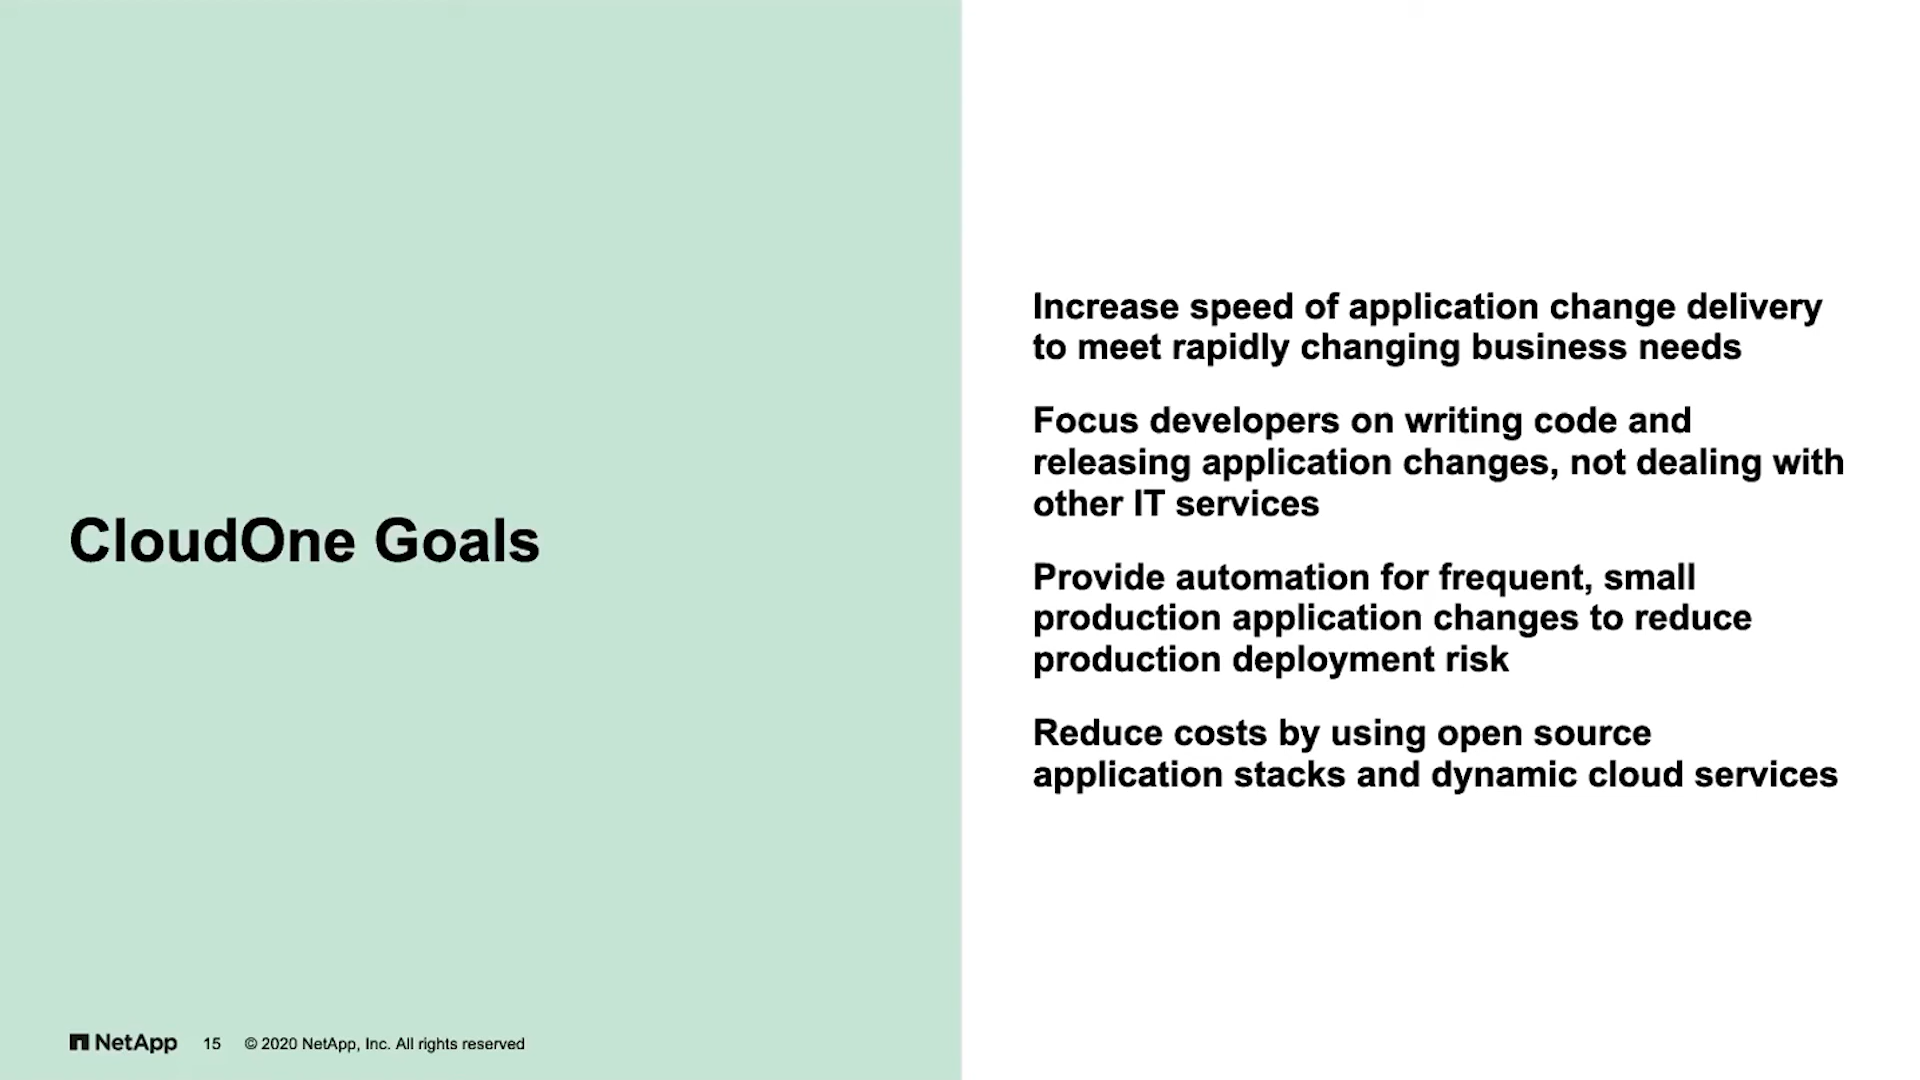 CloudOne Goals
Increase speed of application change delivery
to meet rapidly changing business needs
Focus developers on writing code and
releasing application changes, not dealing with
other IT services
Provide automation for frequent, small
production application changes to reduce
production deployment risk
Reduce costs by using open source
application stacks and dynamic cloud services
NetApp 15 © 2020 NetApp, Inc. All rights reserved